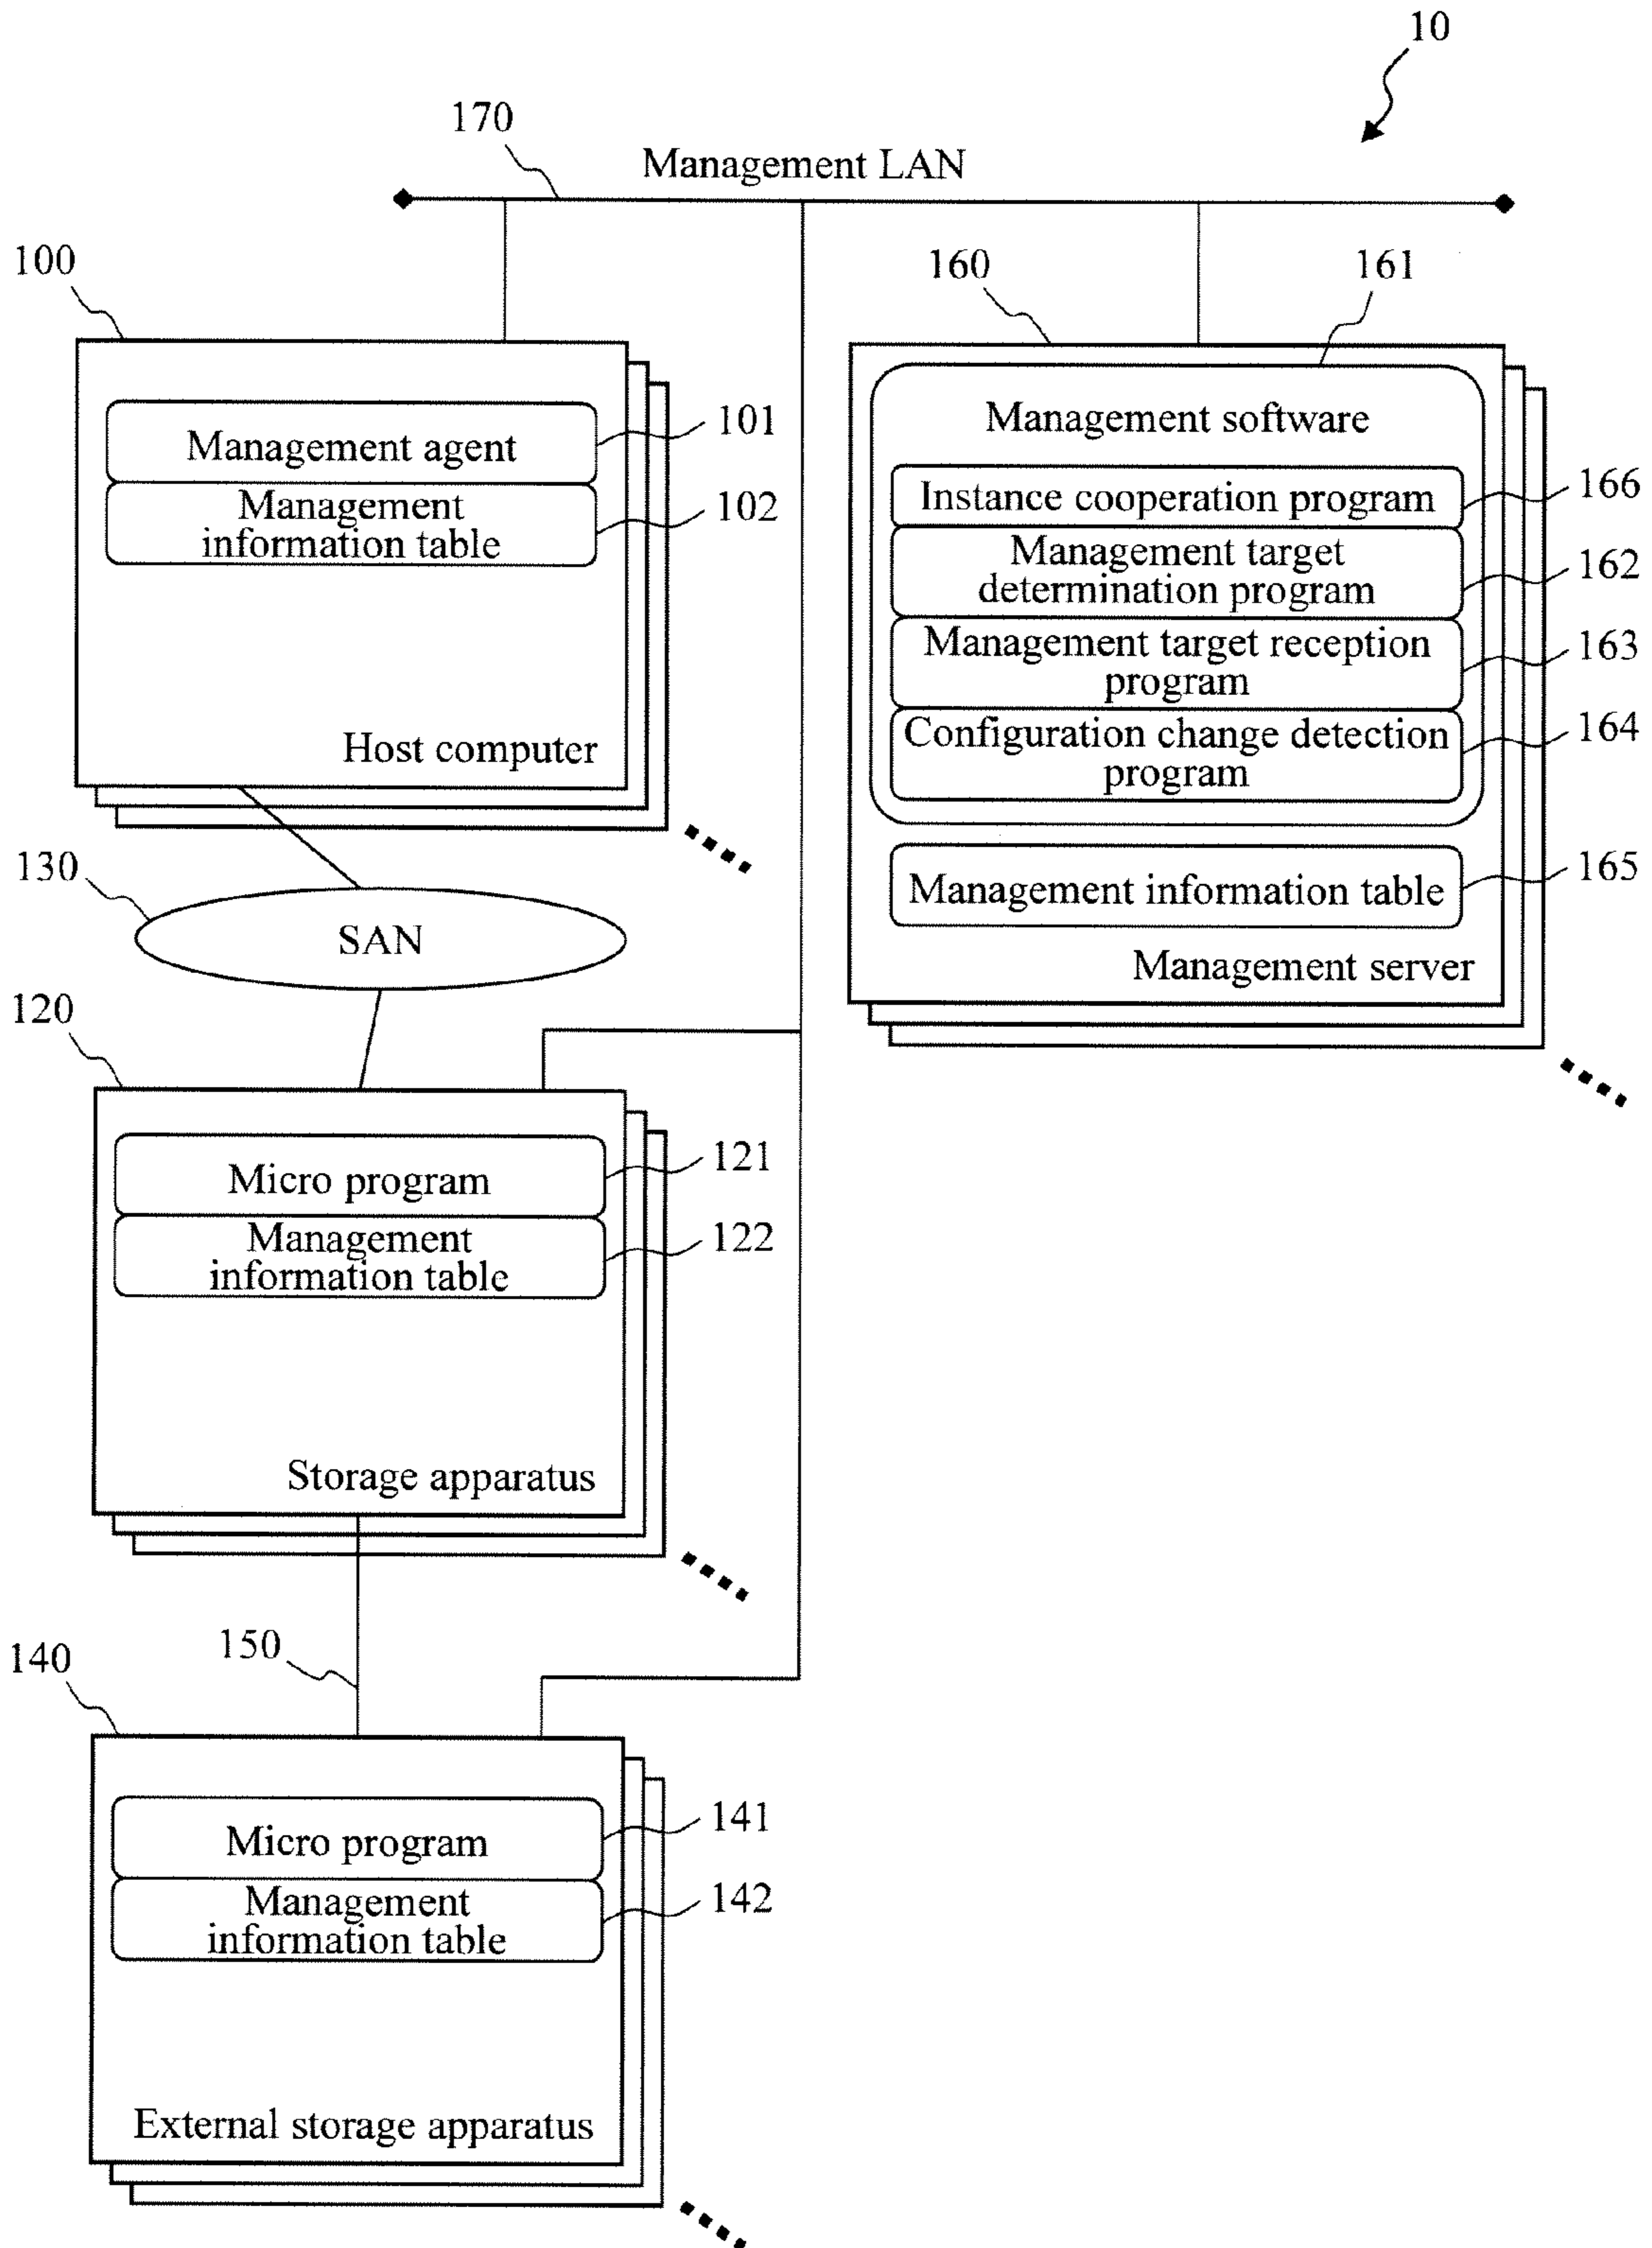 10
170
Management LAN
100
160
161
Management agent
101
Management
information table
102
Host computer
Management software
Instance cooperation program
166
Management target
determination program
162
Management target reception
program
163
Configuration change detection
program
164
Management information table
165
Management server
130
SAN
120
Micro program
121
Management
information table
122
Storage apparatus
150
140
Micro program
141
Management
information table
142
External storage apparatus